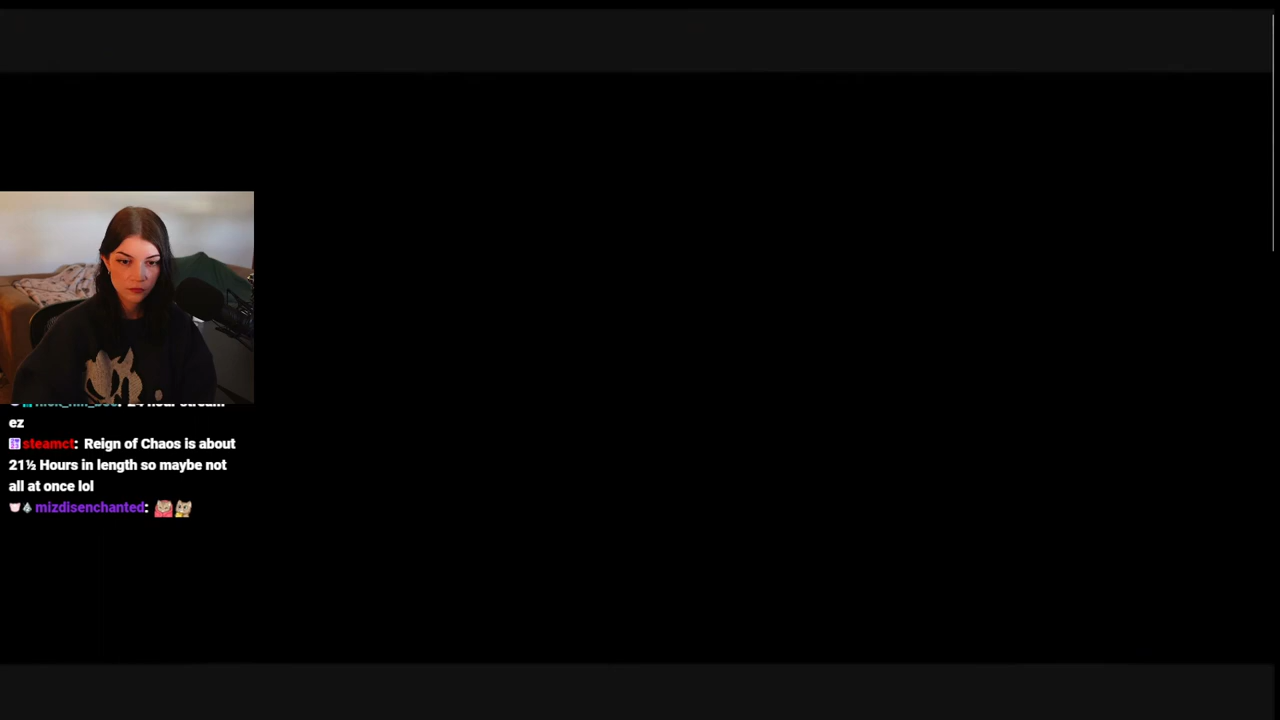 ez
steamct: Reign of Chaos is about
21½ Hours in length so maybe not
all at once lol
mizdisenchanted: